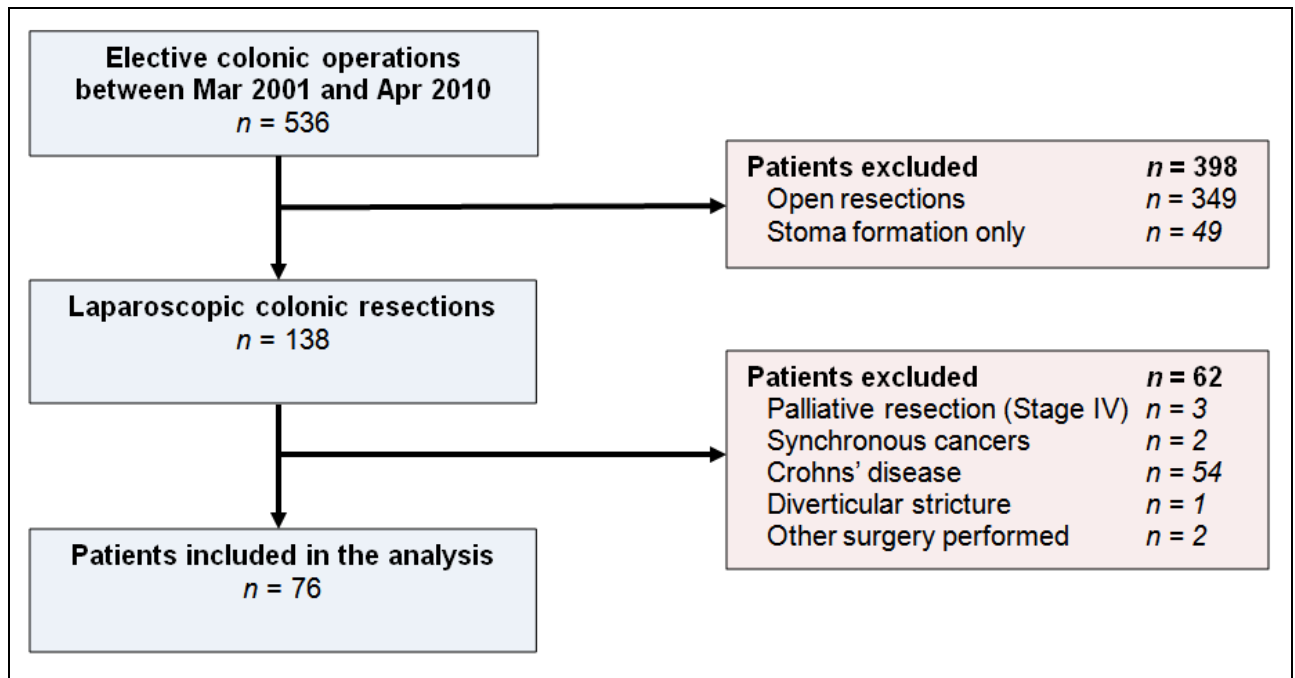 Elective colonic operations
between Mar 2001 and Apr 2010
n = 536
Patients excluded n = 398
Open resections n = 349
Stoma formation only n = 49
Laparoscopic colonic resections
n = 138
Patients excluded n = 62
Palliative resection (Stage IV) n = 3
Synchronous cancers n = 2
Crohns’ disease n = 54
Diverticular stricture n = 1
Other surgery performed n = 2
Patients included in the analysis
n = 76